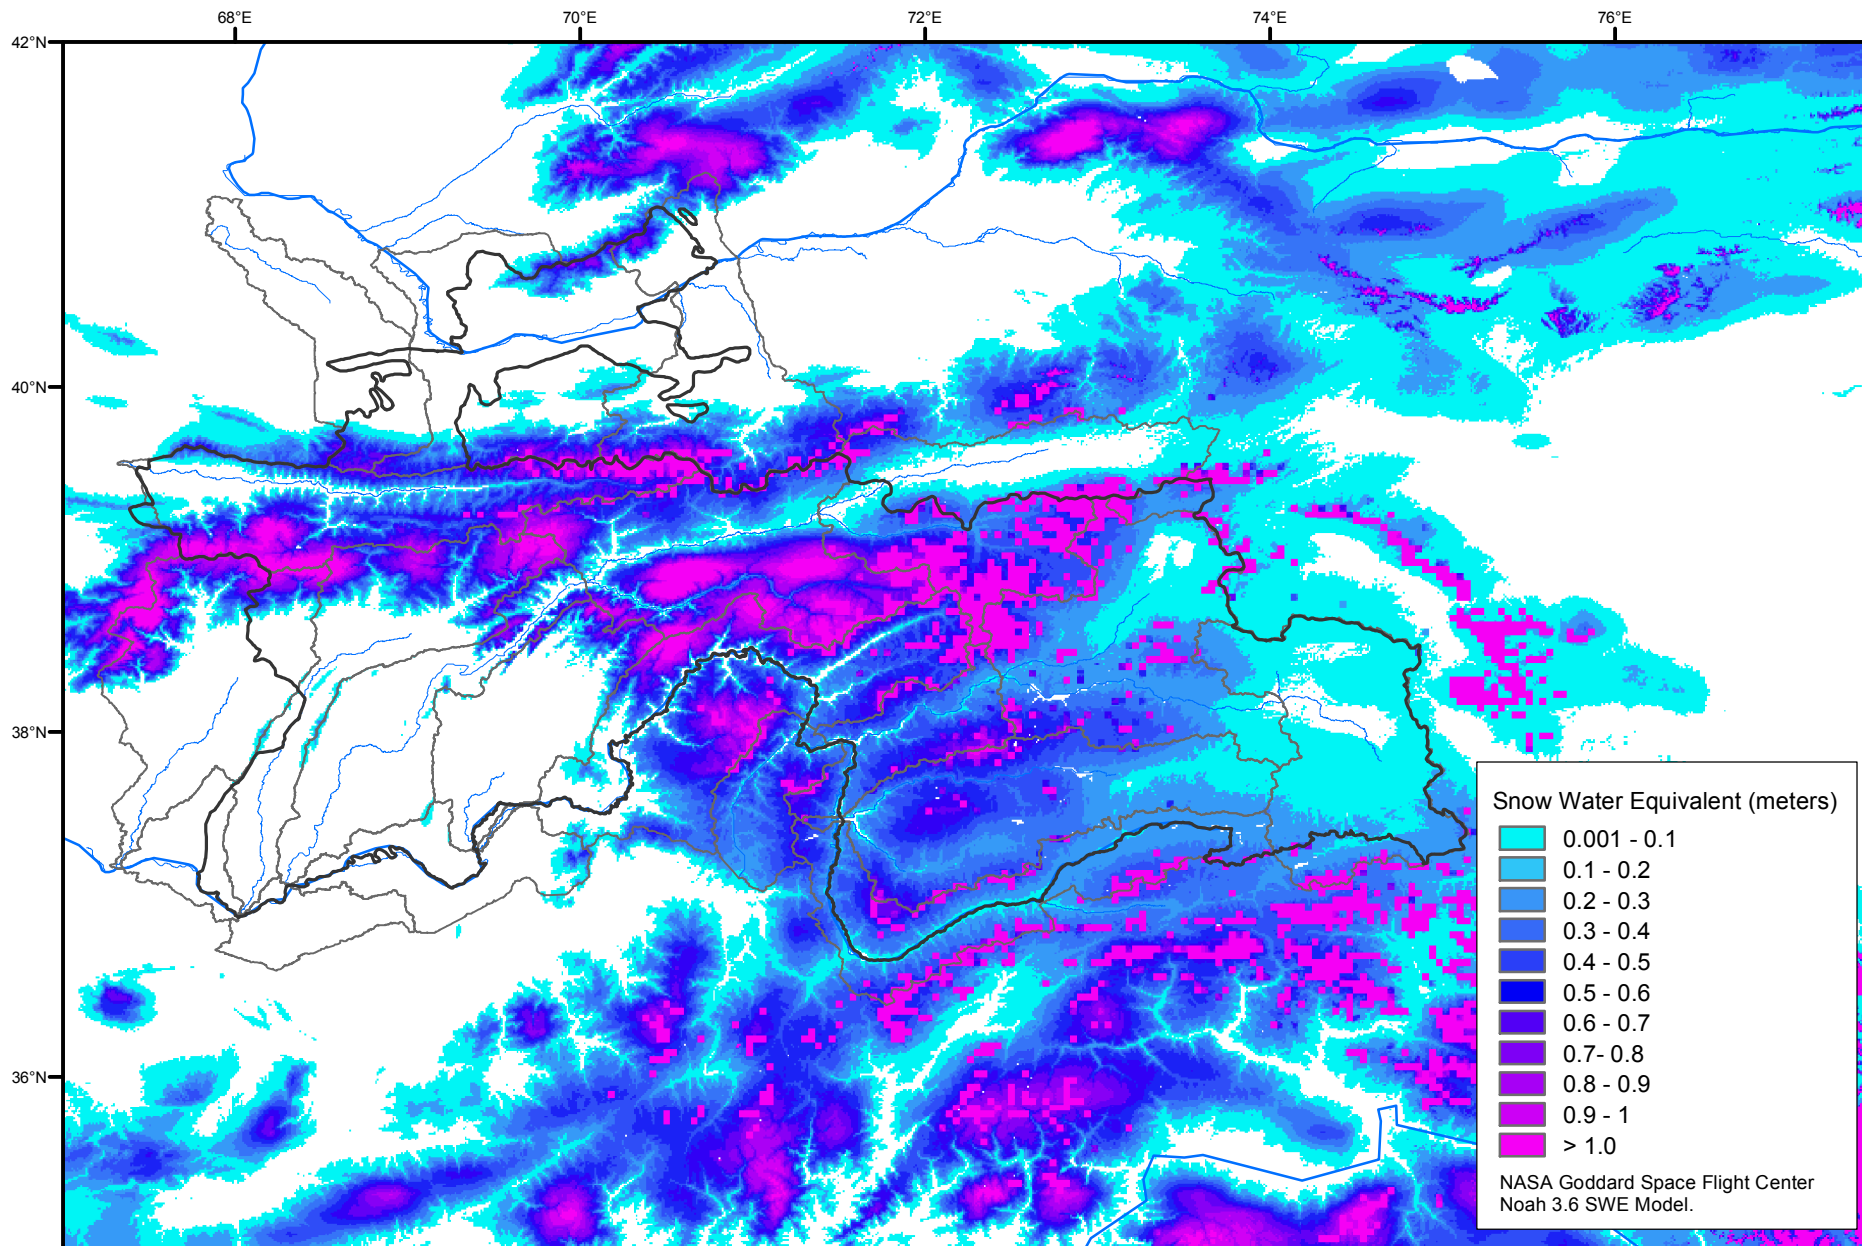 68°E
70°E
72°E
74°E
76°E
42°N
40°N
38°N
36°N
Snow Water Equivalent (meters)
0.001 - 0.1
0.1 - 0.2
0.2 - 0.3
0.3 - 0.4
0.4 - 0.5
0.5 - 0.6
0.6 - 0.7
0.7- 0.8
0.8 - 0.9
0.9 - 1
> 1.0
NASA Goddard Space Flight Center
Noah 3.6 SWE Model.